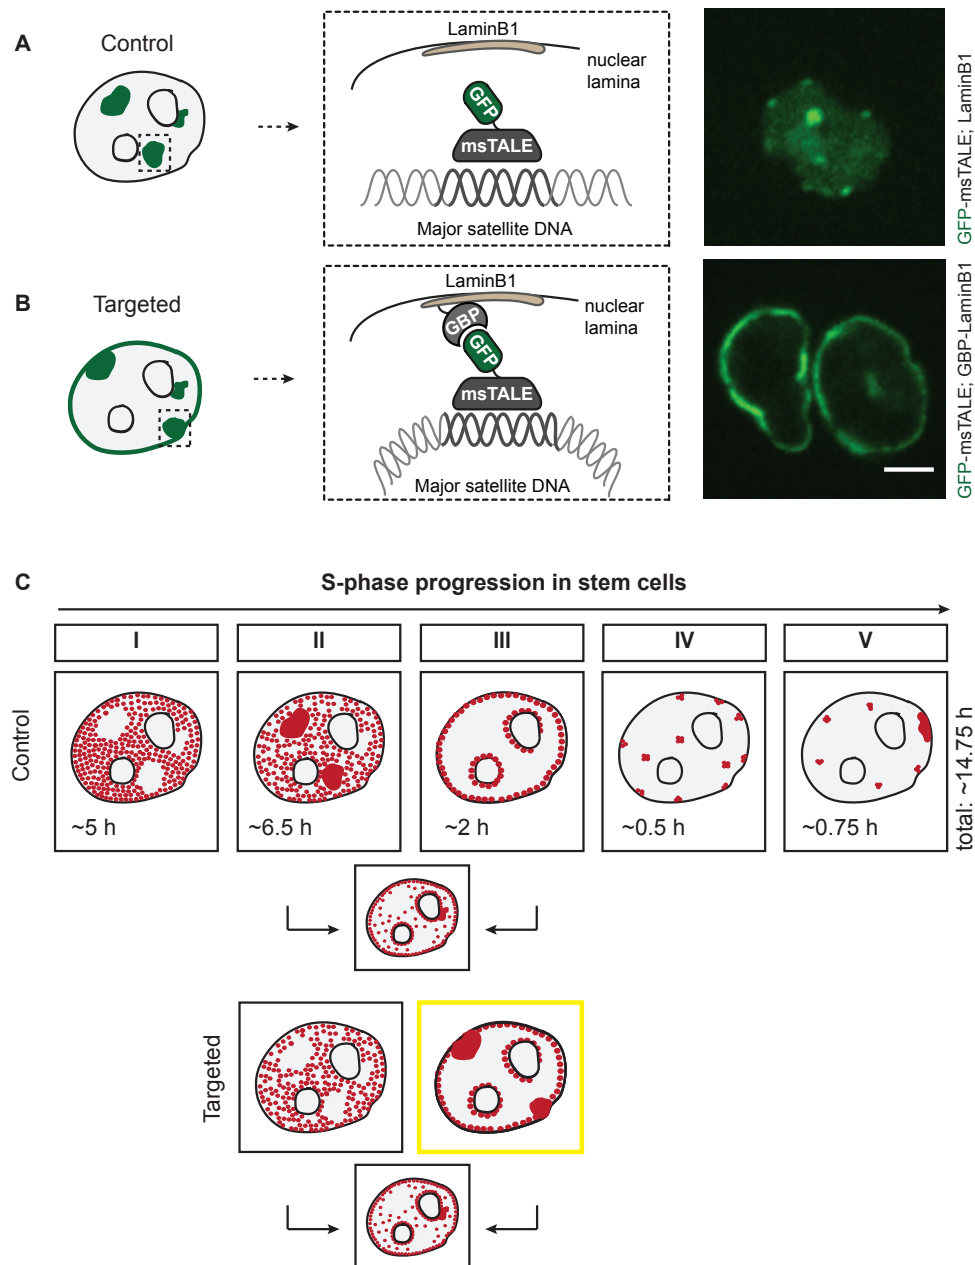 A
Control
LaminB1
nuclear
lamina
GFP
msTALE
Major satellite DNA
GFP-msTALE; LaminB1
B
Targeted
LaminB1
nuclear
lamina
GBP
GFP
msTALE
Major satellite DNA
GFP-msTALE; GBP-LaminB1
C
S-phase progression in stem cells
I
II
III
IV
V
Control
~5 h
~6.5 h
~2 h
~0.5 h
~0.75 h
total: ~14.75 h
Targeted